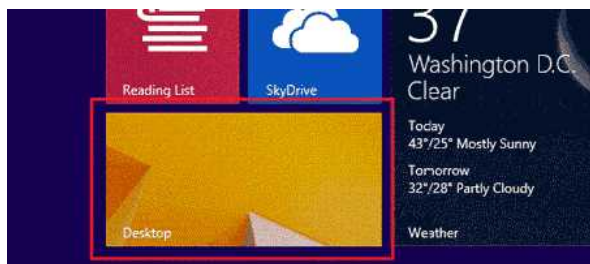 Reading List
SkyDrive
37
Washington D.C.
Clear
Today
43°/25° Mostly Sunny
Tomorrow
32°/28° Partly Cloudy
Desktop
Weather